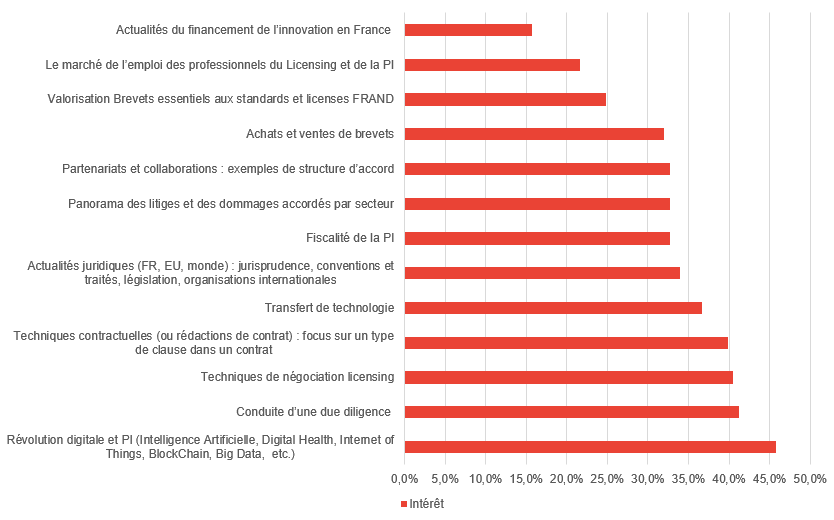 Actualités du financement de l'innovation en France
Le marché de l'emploi des professionnels du Licensing et de la PI
Valorisation Brevets essentiels aux standards et licenses FRAND
Achats et ventes de brevets
Partenariats et collaborations : exemples de structure d'accord
Panorama des litiges et des dommages accordés par secteur
Fiscalité de la PI
Actualités juridiques (FR, EU, monde) : jurisprudence, conventions et
traités, législation, organisations internationales
Transfert de technologie
Techniques contractuelles (ou rédactions de contrat) : focus sur un type
de clause dans un contrat
Techniques de négociation licensing
Conduite d'une due diligence
Révolution digitale et PI (Intelligence Artificielle, Digital Health, Internet of
Things, BlockChain, Big Data, etc.)
0,0% 5,0% 10,0% 15,0% 20,0% 25,0% 30,0% 35,0% 40,0% 45,0% 50,0%
Intérêt